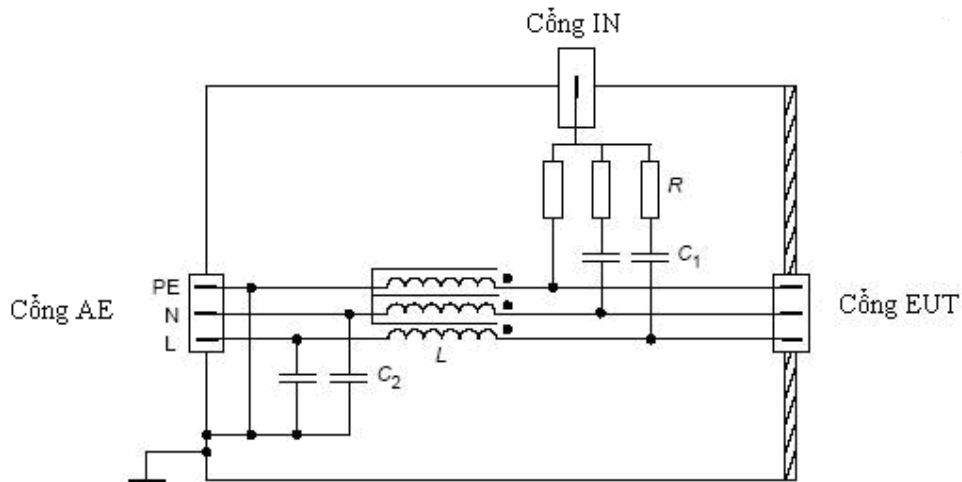 Cổng IN
R
C1
PE
Cổng AE
N
Cổng EUT
L
L
C2